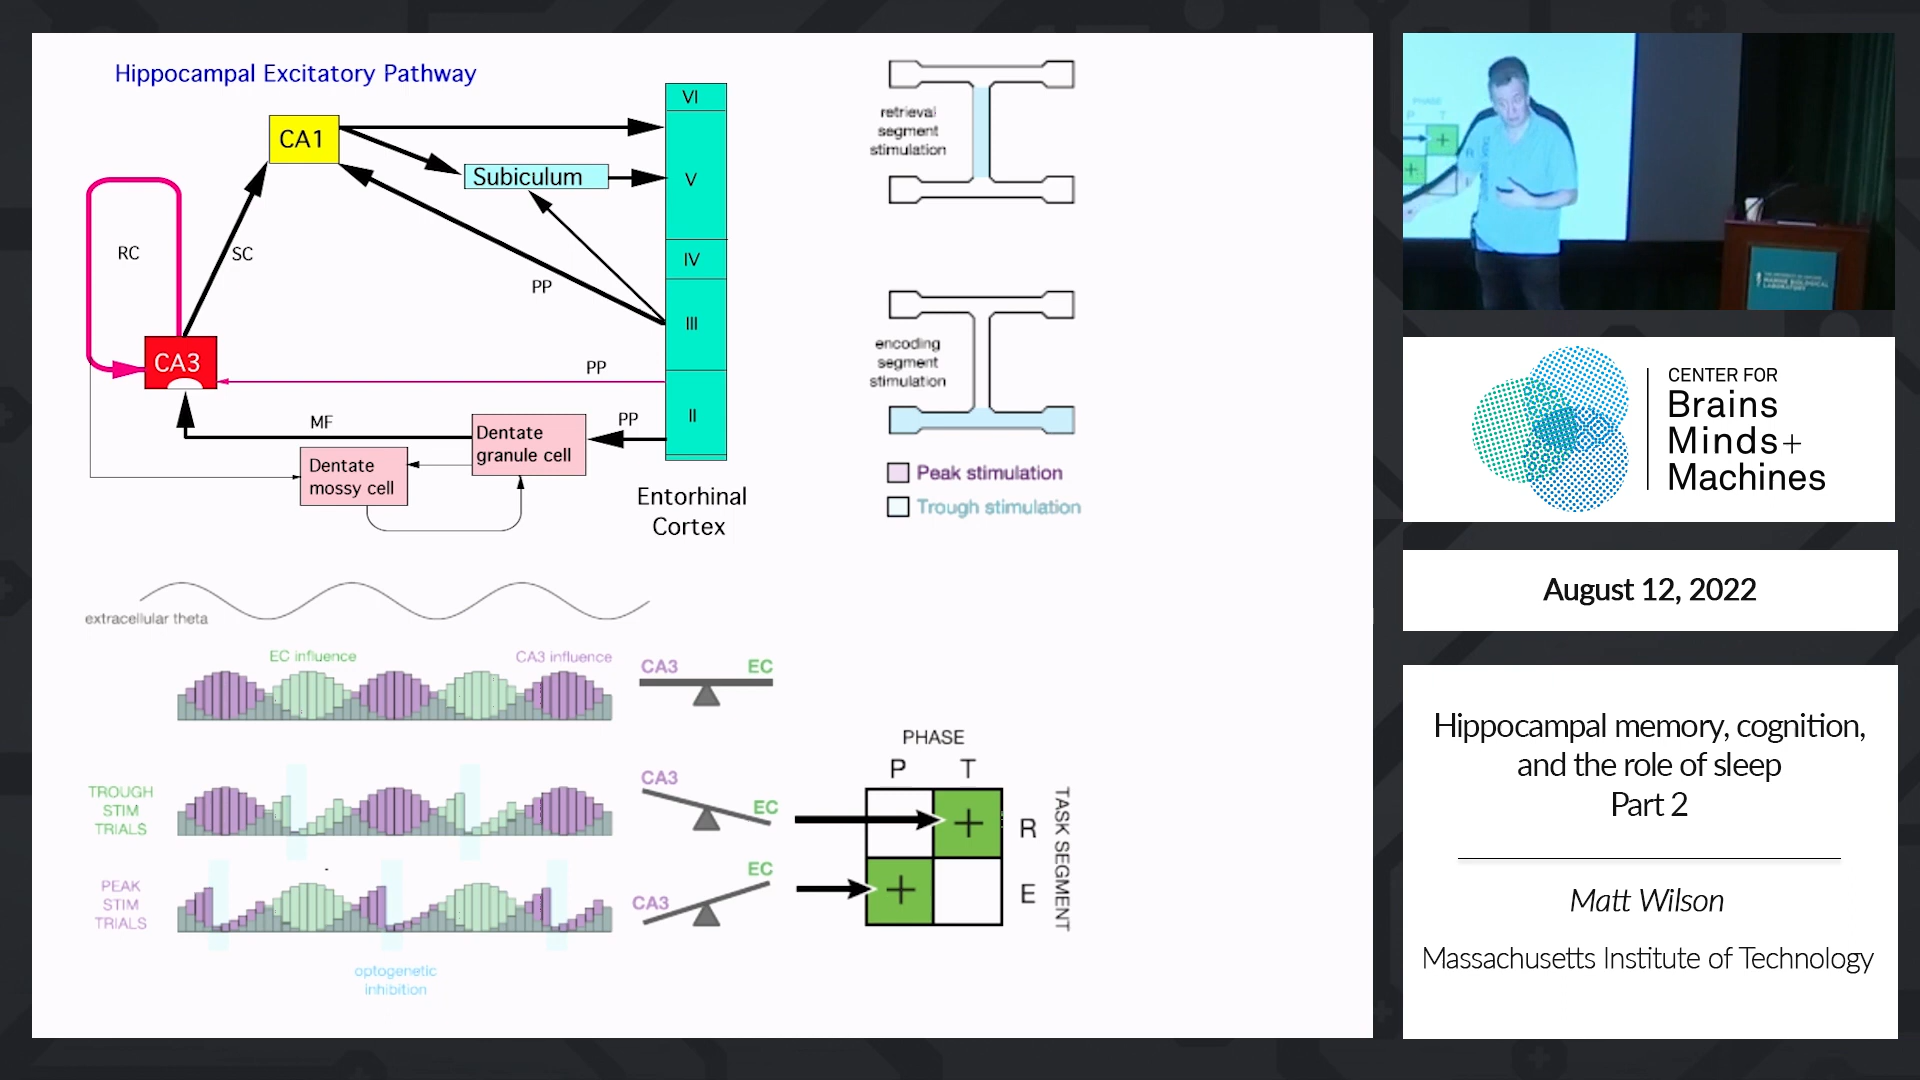 Hippocampal Excitatory Pathway
CA1
Subiculum
VI
V
IV
III
II
RC
SC
PP
CA3
PP
MF
PP
Dentate
granule cell
Dentate
mossy cell
Entorhinal
Cortex
retrieval
segment
stimulation
encoding
segment
stimulation
Peak stimulation
Trough stimulation
extracellular theta
EC influence
CA3 influence
CA3
EC
TROUGH
STIM
TRIALS
CA3
EC
PEAK
STIM
TRIALS
EC
CA3
optogenetic
inhibition
PHASE
P T
+ R
+ E
TASK SEGMENT
PHASE
P T
+
+
MARINE BIOLOGICAL
LABORATORY
CENTER FOR
Brains
Minds+
Machines
August 12, 2022
Hippocampal memory, cognition,
and the role of sleep
Part 2
Matt Wilson
Massachusetts Institute of Technology